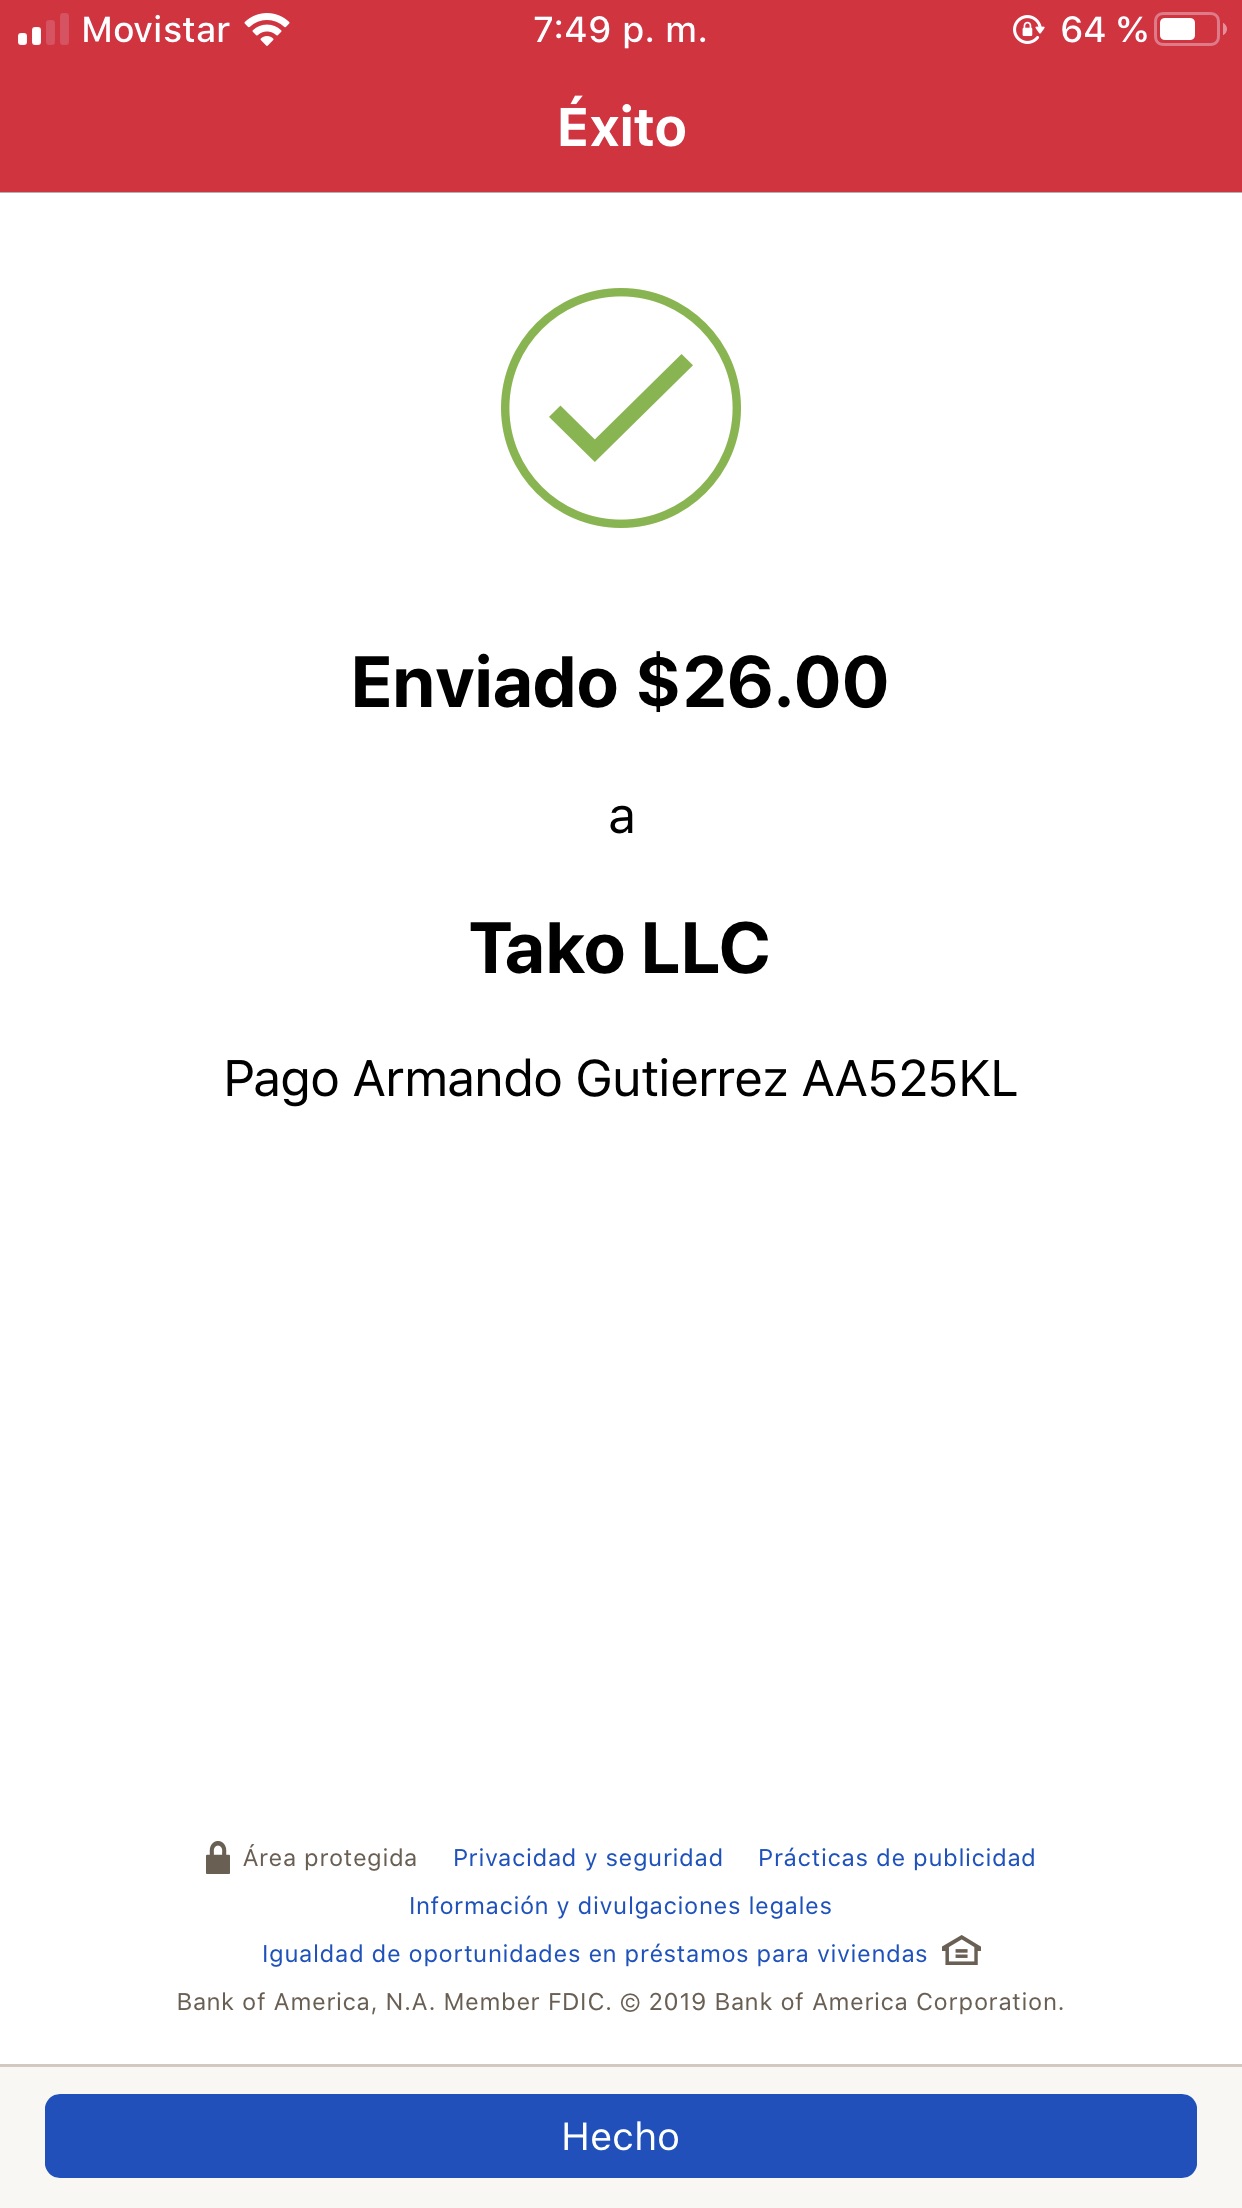 Movistar 7:49 p. m. 64 %
Éxito
Enviado $26.00
a
Tako LLC
Pago Armando Gutierrez AA525KL
Área protegida Privacidad y seguridad Prácticas de publicidad
Información y divulgaciones legales
Igualdad de oportunidades en préstamos para viviendas
Bank of America, N.A. Member FDIC. © 2019 Bank of America Corporation.
Hecho